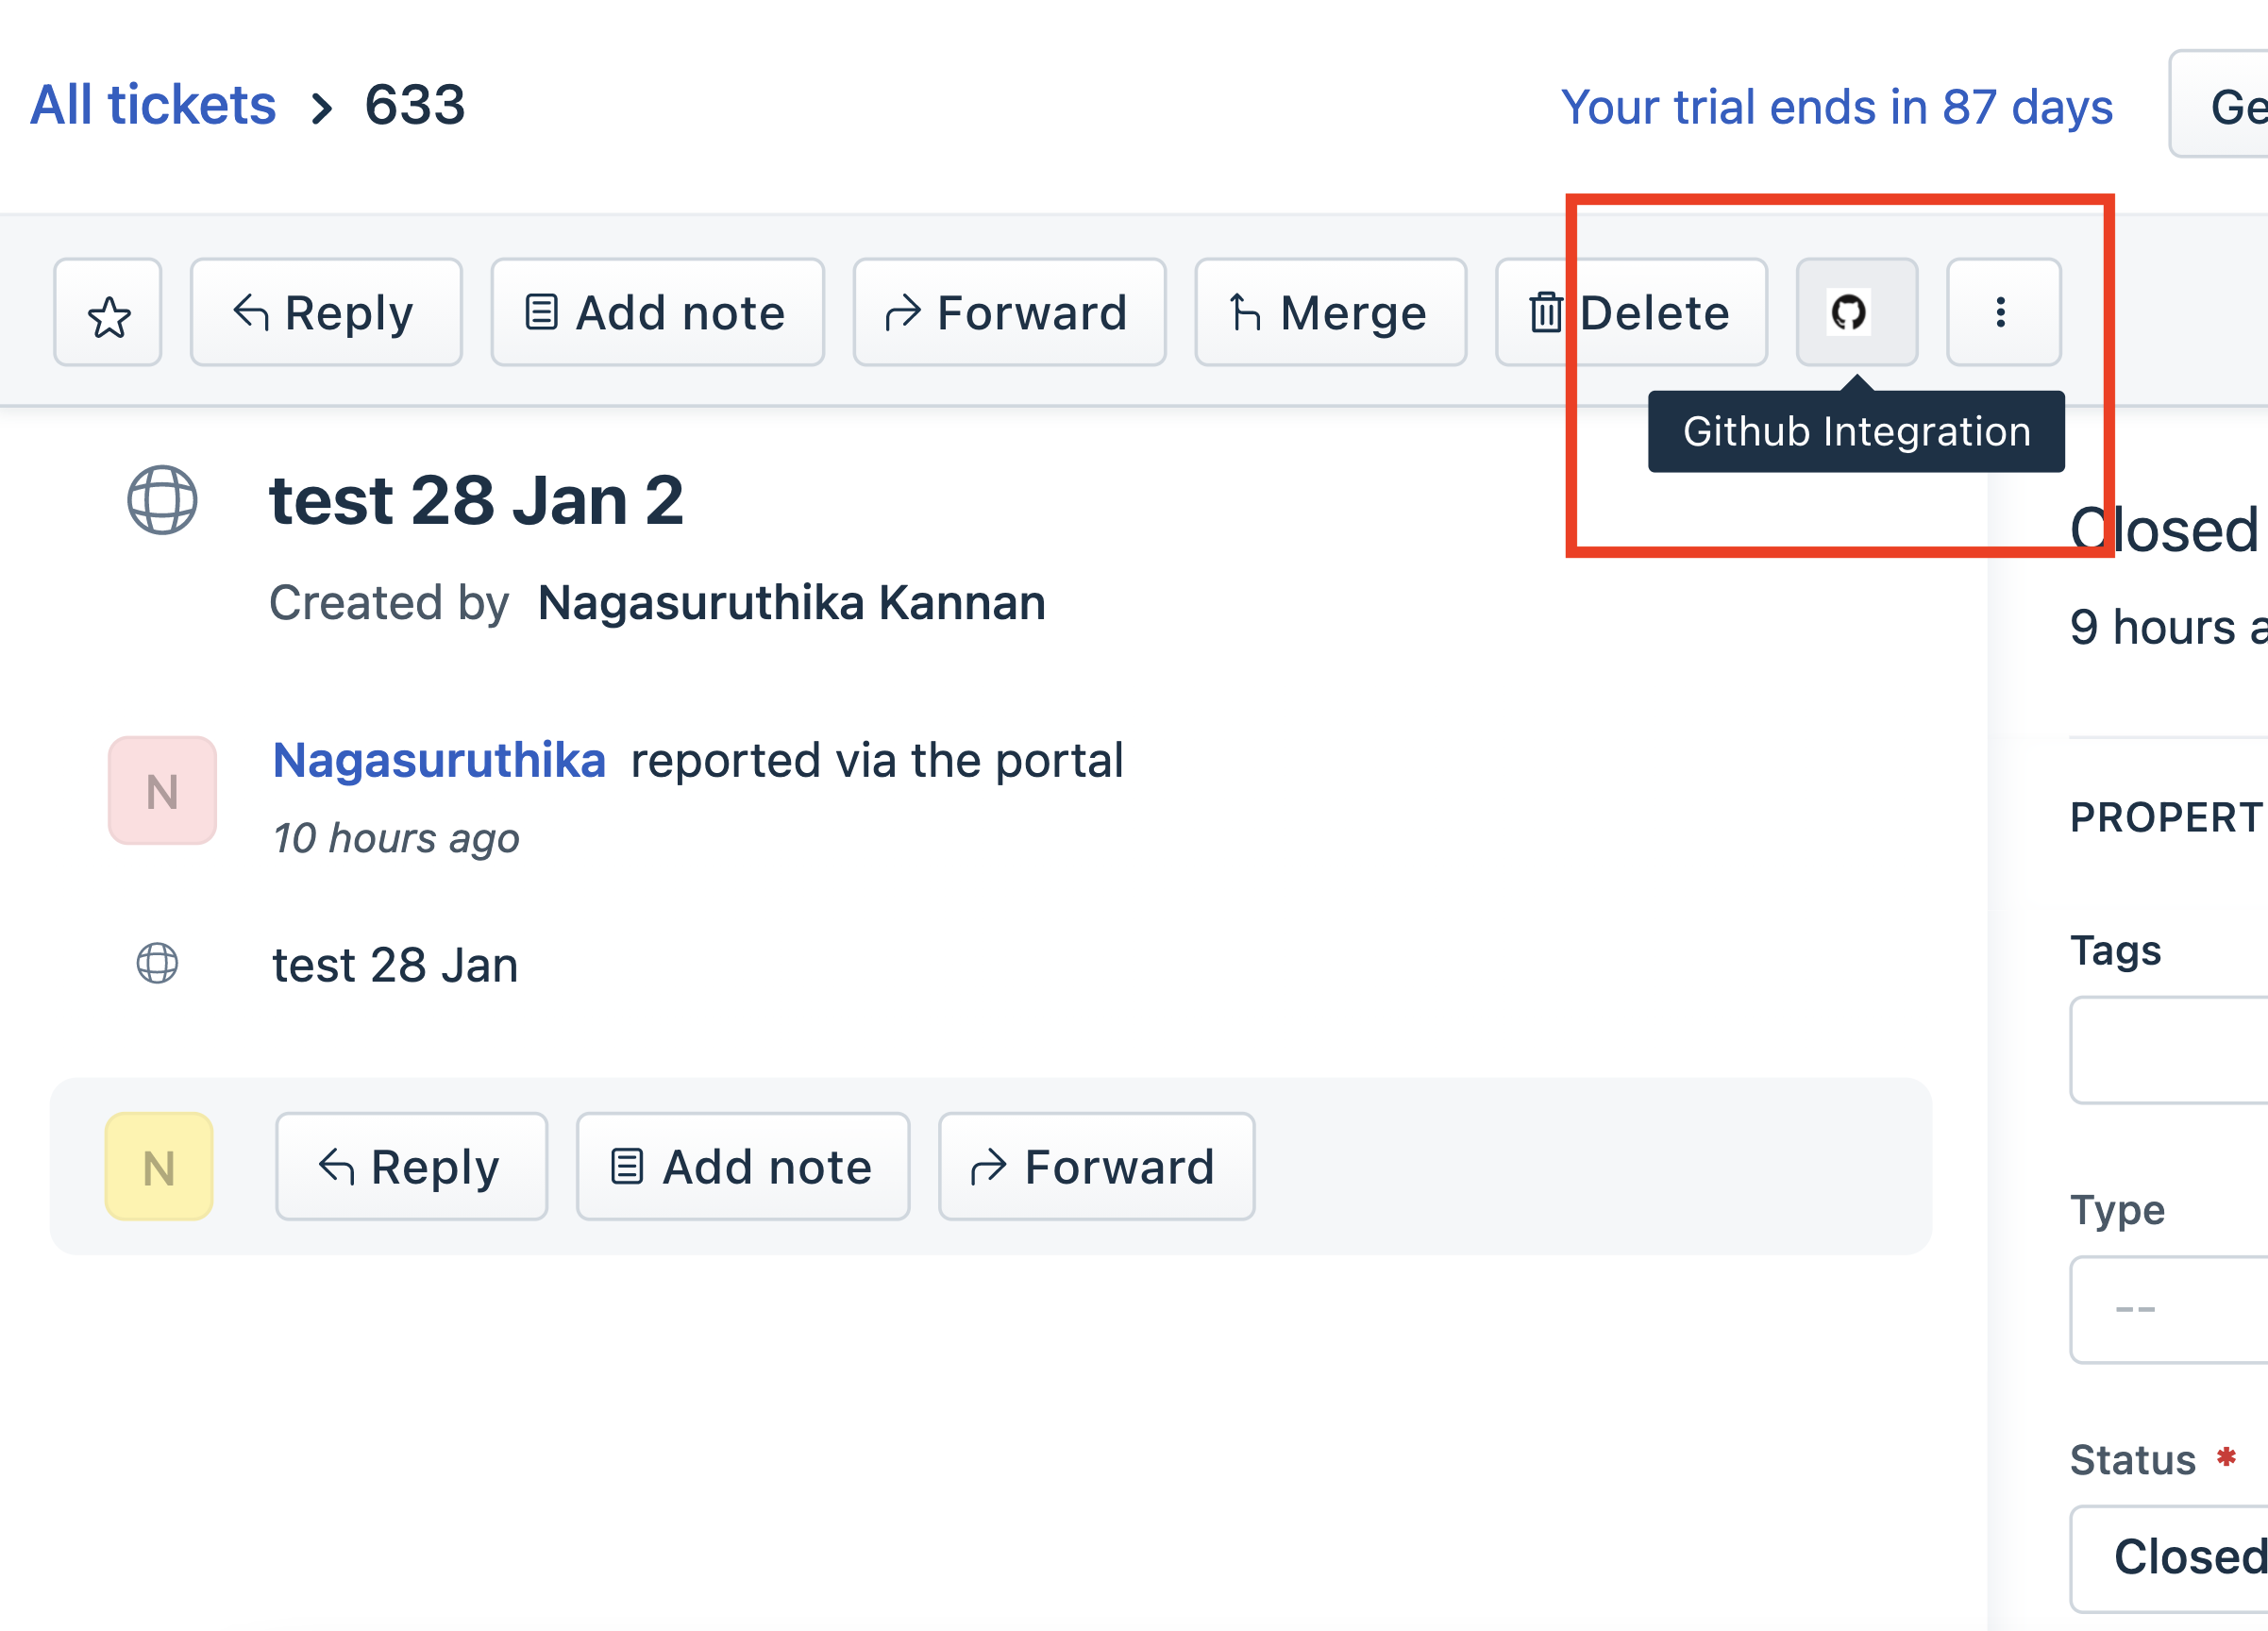 All tickets > 633
Your trial ends in 87 days
Ge
Reply
Add note
Forward
Merge
Delete
Github Integration
test 28 Jan 2
Created by Nagasuruthika Kannan
Closed
9 hours a
N
Nagasuruthika reported via the portal
10 hours ago
PROPERT
test 28 Jan
Tags
N
Reply
Add note
Forward
Type
--
Status *
Closed